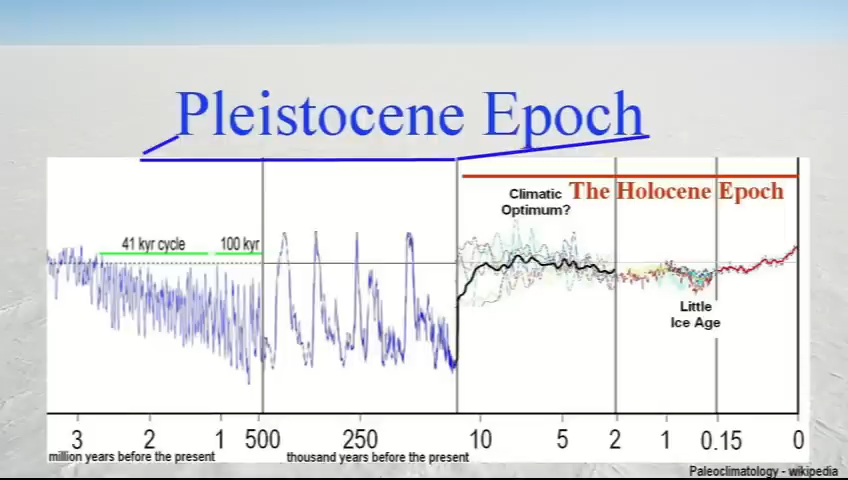 Pleistocene Epoch
The Holocene Epoch
Climatic
Optimum?
41 kyr cycle
100 kyr
Little
Ice Age
3 2 1 500 250 10 5 2 1 0.15 0
million years before the present thousand years before the present
Paleoclimatology - wikipedia